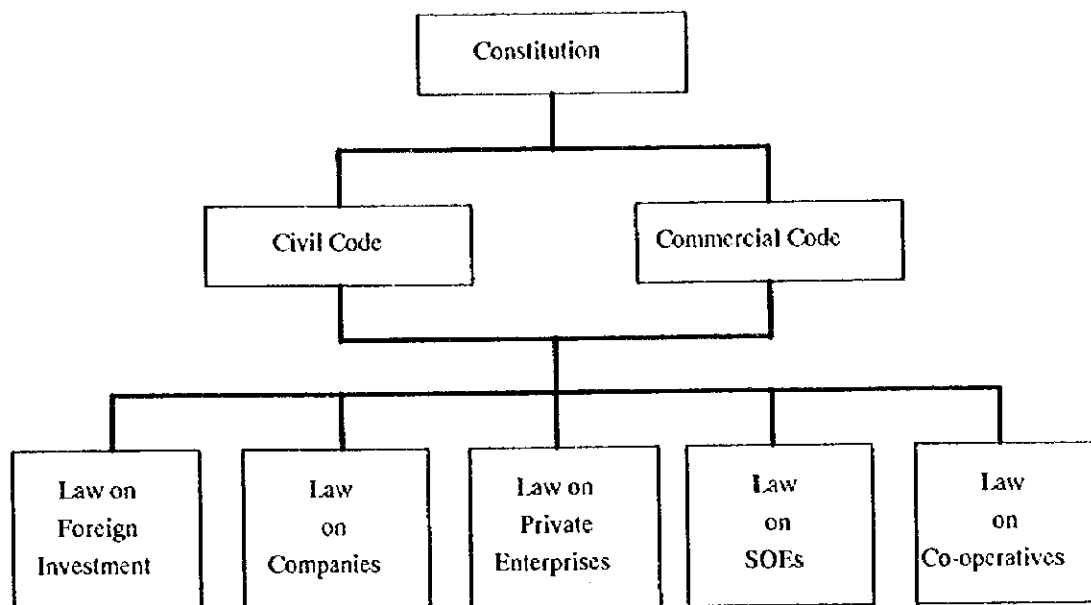 Constitution
Civil Code
Commercial Code
Law on
Foreign
Investment
Law
on
Companies
Law on
Private
Enterprises
Law
on
SOEs
Law
on
Co-operatives